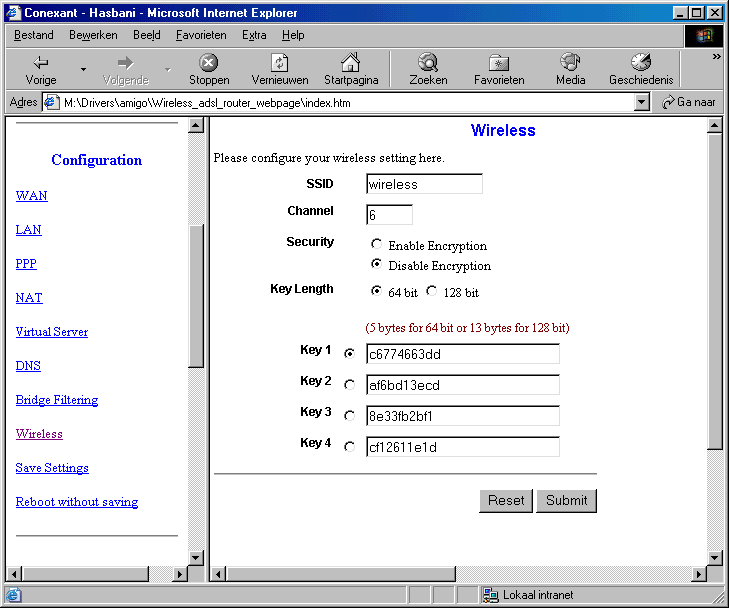 Conexant - Hasbani - Microsoft Internet Explorer
Bestand Bewerken Beeld Favorieten Extra Help
Vorige Volgende Stoppen Vernieuwen Startpagina Zoeken Favorieten Media Geschiedenis »
Adres M:\Drivers\amigo\Wireless_adsl_router_webpage\index.htm Ga naar
Configuration
WAN
LAN
PPP
NAT
Virtual Server
DNS
Bridge Filtering
Wireless
Save Settings
Reboot without saving
Wireless
Please configure your wireless setting here.
SSID wireless
Channel 6
Security Enable Encryption
Disable Encryption
Key Length 64 bit 128 bit
(5 bytes for 64 bit or 13 bytes for 128 bit)
Key 1 c6774663dd
Key 2 af6bd13ecd
Key 3 8e33fb2bf1
Key 4 cf12611e1d
Reset Submit
Lokaal intranet